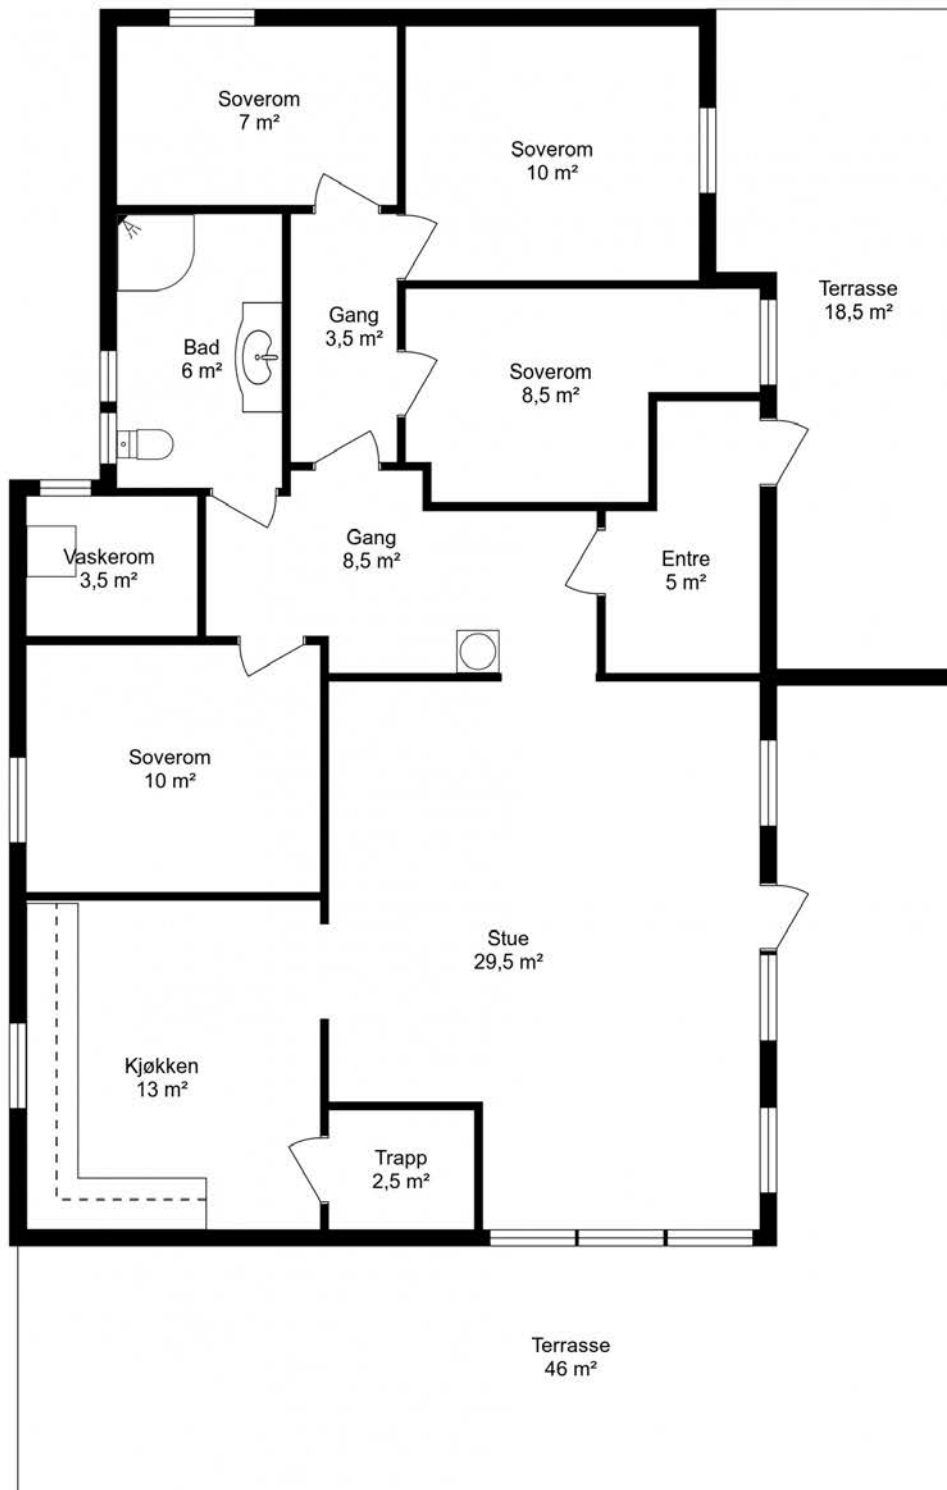 Soverom
7 m²
Soverom
10 m²
Terrasse
18,5 m²
Gang
3,5 m²
Bad
6 m²
Soverom
8,5 m²
Gang
8,5 m²
Vaskerom
3,5 m²
Entre
5 m²
Soverom
10 m²
Stue
29,5 m²
Kjøkken
13 m²
Trapp
2,5 m²
Terrasse
46 m²